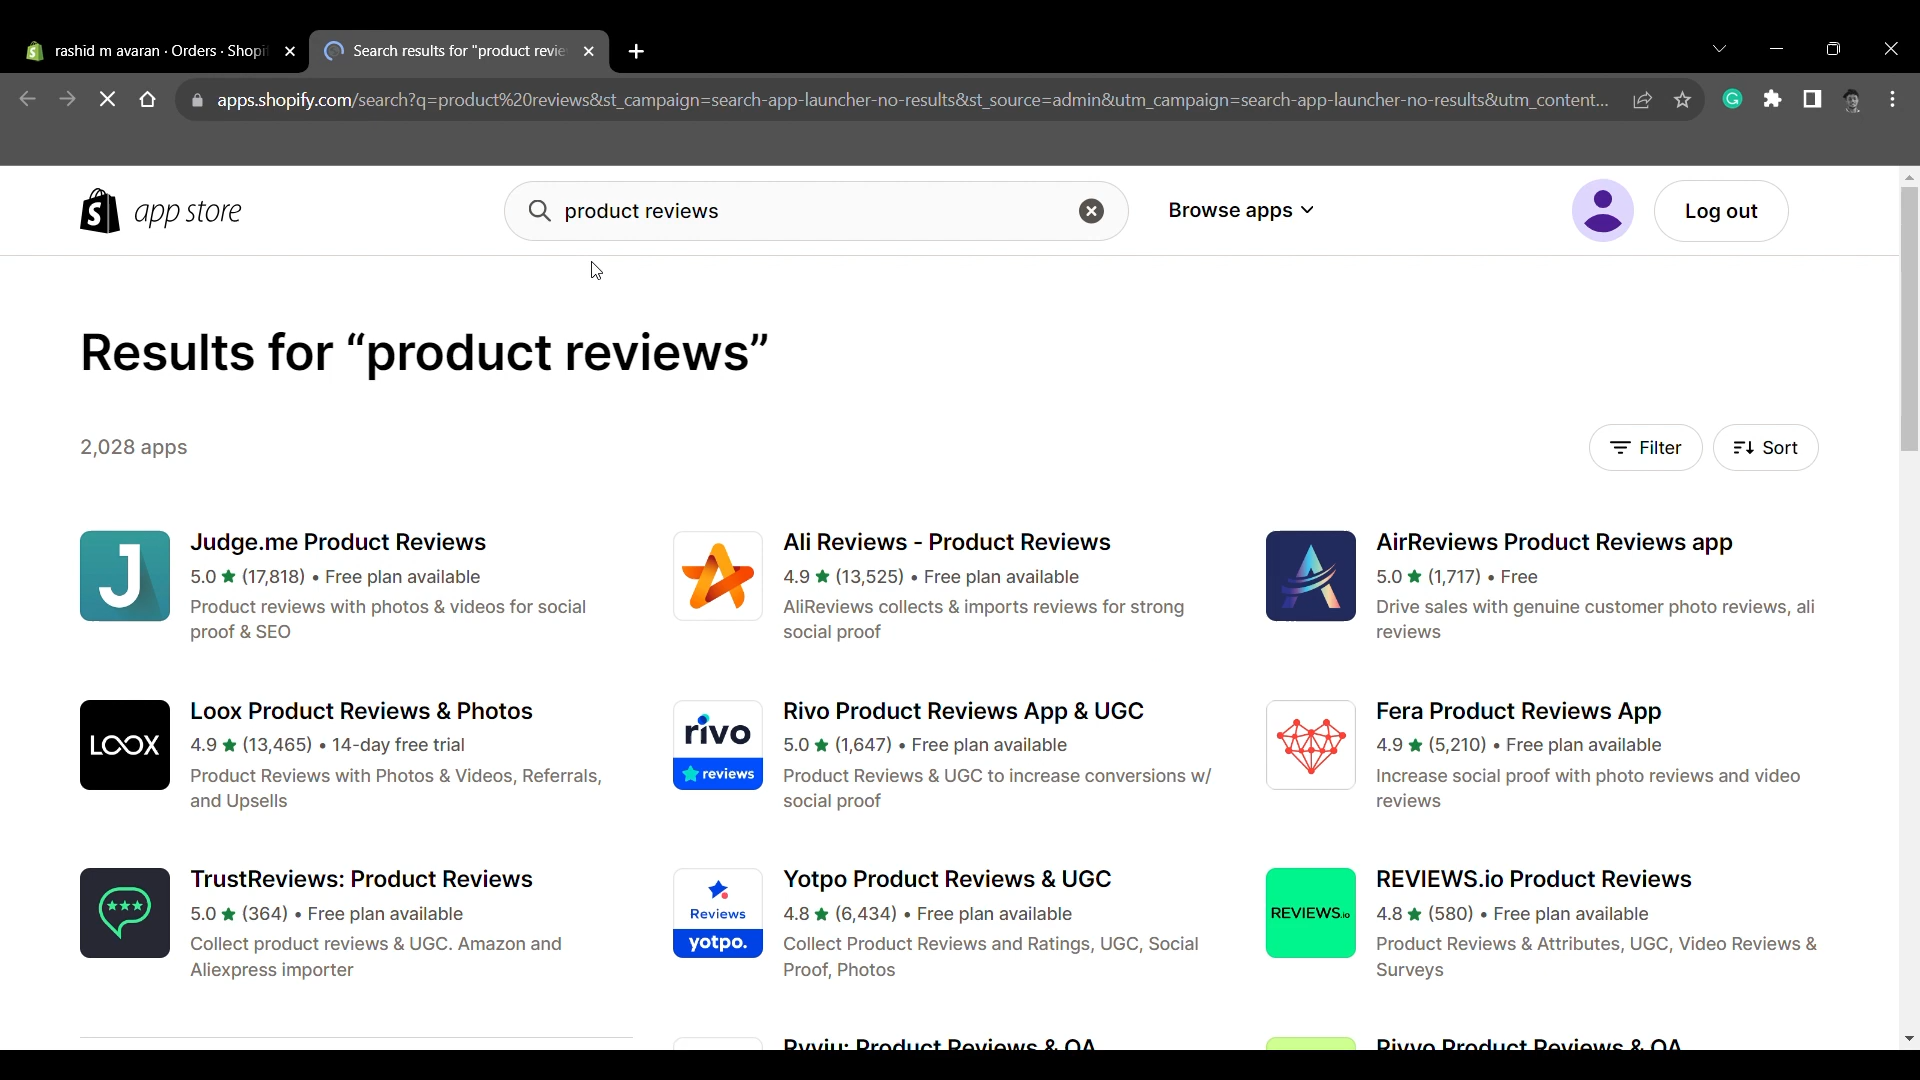 rashid m avaran · Orders · Shopi
Search results for "product revie
apps.shopify.com/search?q=product%20reviews&st_campaign=search-app-launcher-no-results&st_source=admin&utm_campaign=search-app-launcher-no-results&utm_content...
app store
product reviews
Browse apps
Log out
Results for “product reviews”
2,028 apps
Filter
Sort
Judge.me Product Reviews
5.0 ★ (17,818) • Free plan available
Product reviews with photos & videos for social
proof & SEO
Ali Reviews - Product Reviews
4.9 ★ (13,525) • Free plan available
AliReviews collects & imports reviews for strong
social proof
AirReviews Product Reviews app
5.0 ★ (1,717) • Free
Drive sales with genuine customer photo reviews, ali
reviews
LOOX
Loox Product Reviews & Photos
4.9 ★ (13,465) • 14-day free trial
Product Reviews with Photos & Videos, Referrals,
and Upsells
rivo
reviews
Rivo Product Reviews App & UGC
5.0 ★ (1,647) • Free plan available
Product Reviews & UGC to increase conversions w/
social proof
Fera Product Reviews App
4.9 ★ (5,210) • Free plan available
Increase social proof with photo reviews and video
reviews
TrustReviews: Product Reviews
5.0 ★ (364) • Free plan available
Collect product reviews & UGC. Amazon and
Aliexpress importer
Reviews
yotpo.
Yotpo Product Reviews & UGC
4.8 ★ (6,434) • Free plan available
Collect Product Reviews and Ratings, UGC, Social
Proof, Photos
REVIEWS.io
REVIEWS.io Product Reviews
4.8 ★ (580) • Free plan available
Product Reviews & Attributes, UGC, Video Reviews &
Surveys
Ryviu: Product Reviews & QA
Rivyo Product Reviews & QA